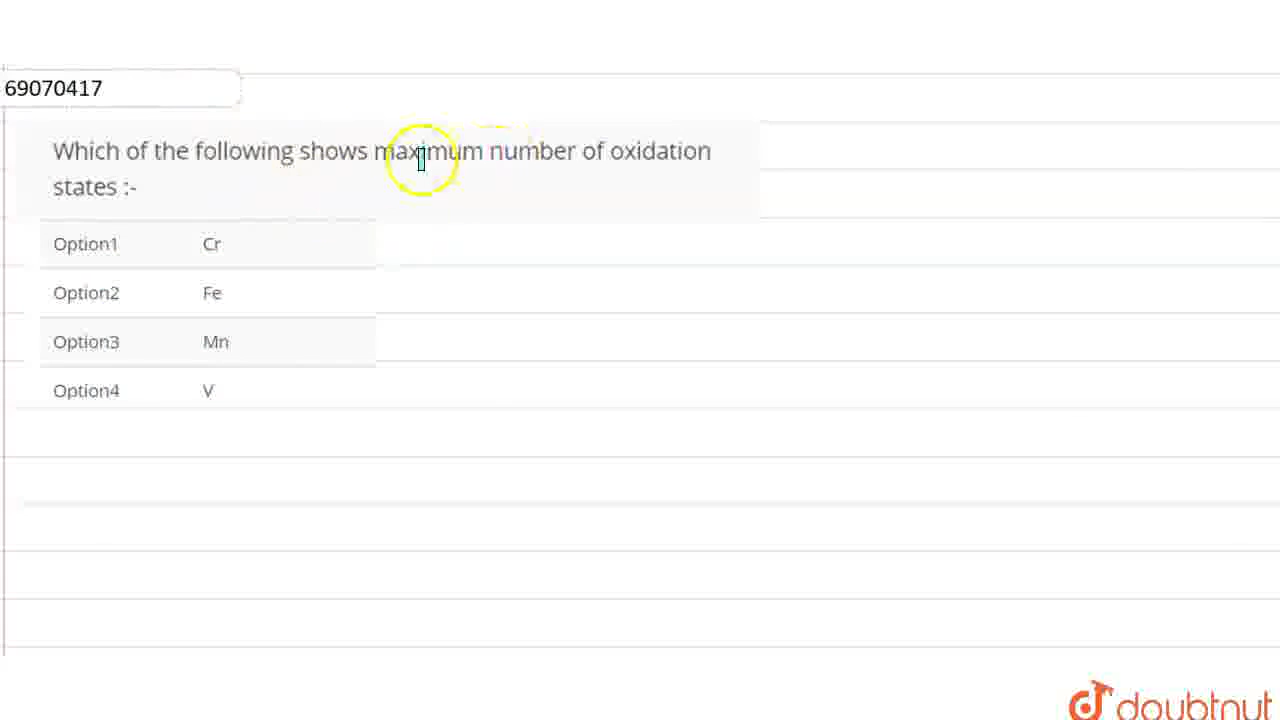 69070417
Which of the following shows maximum number of oxidation
states :-
Option1 Cr
Option2 Fe
Option3 Mn
Option4 V
doubtnut